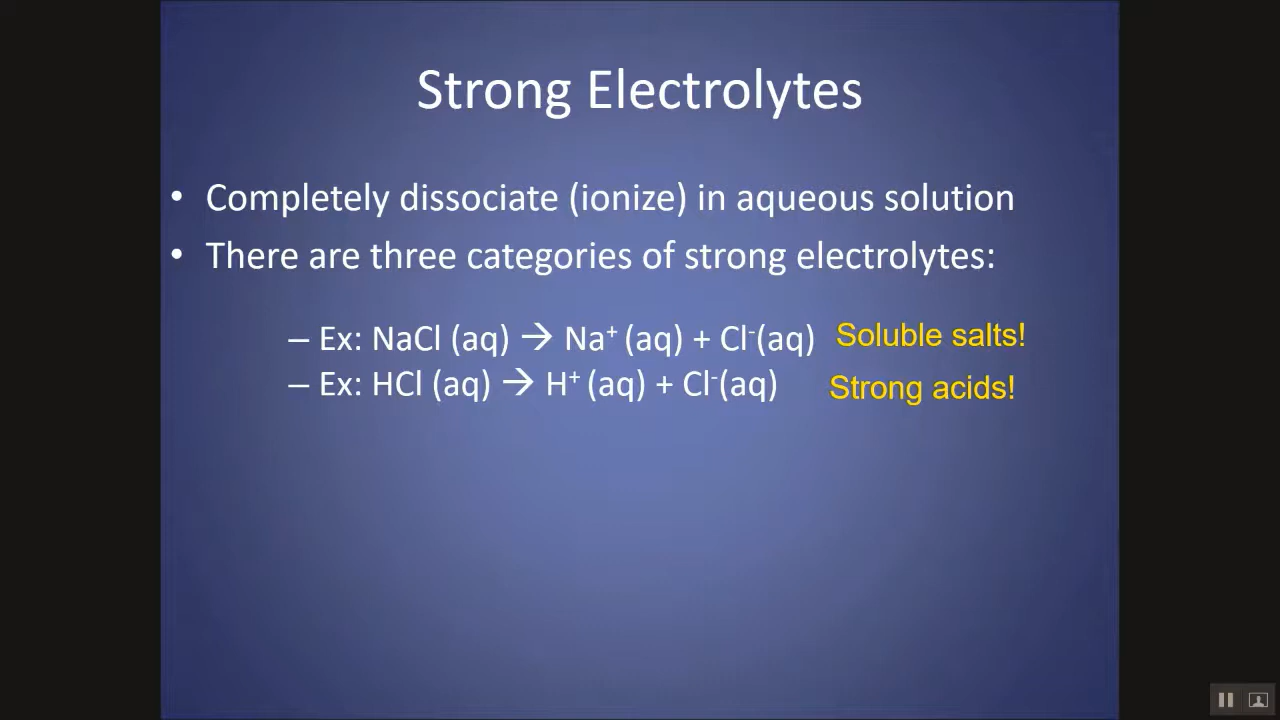 Strong Electrolytes
• Completely dissociate (ionize) in aqueous solution
• There are three categories of strong electrolytes:
– Ex: NaCl (aq) → Na⁺ (aq) + Cl⁻(aq) Soluble salts!
– Ex: HCl (aq) → H⁺ (aq) + Cl⁻(aq) Strong acids!